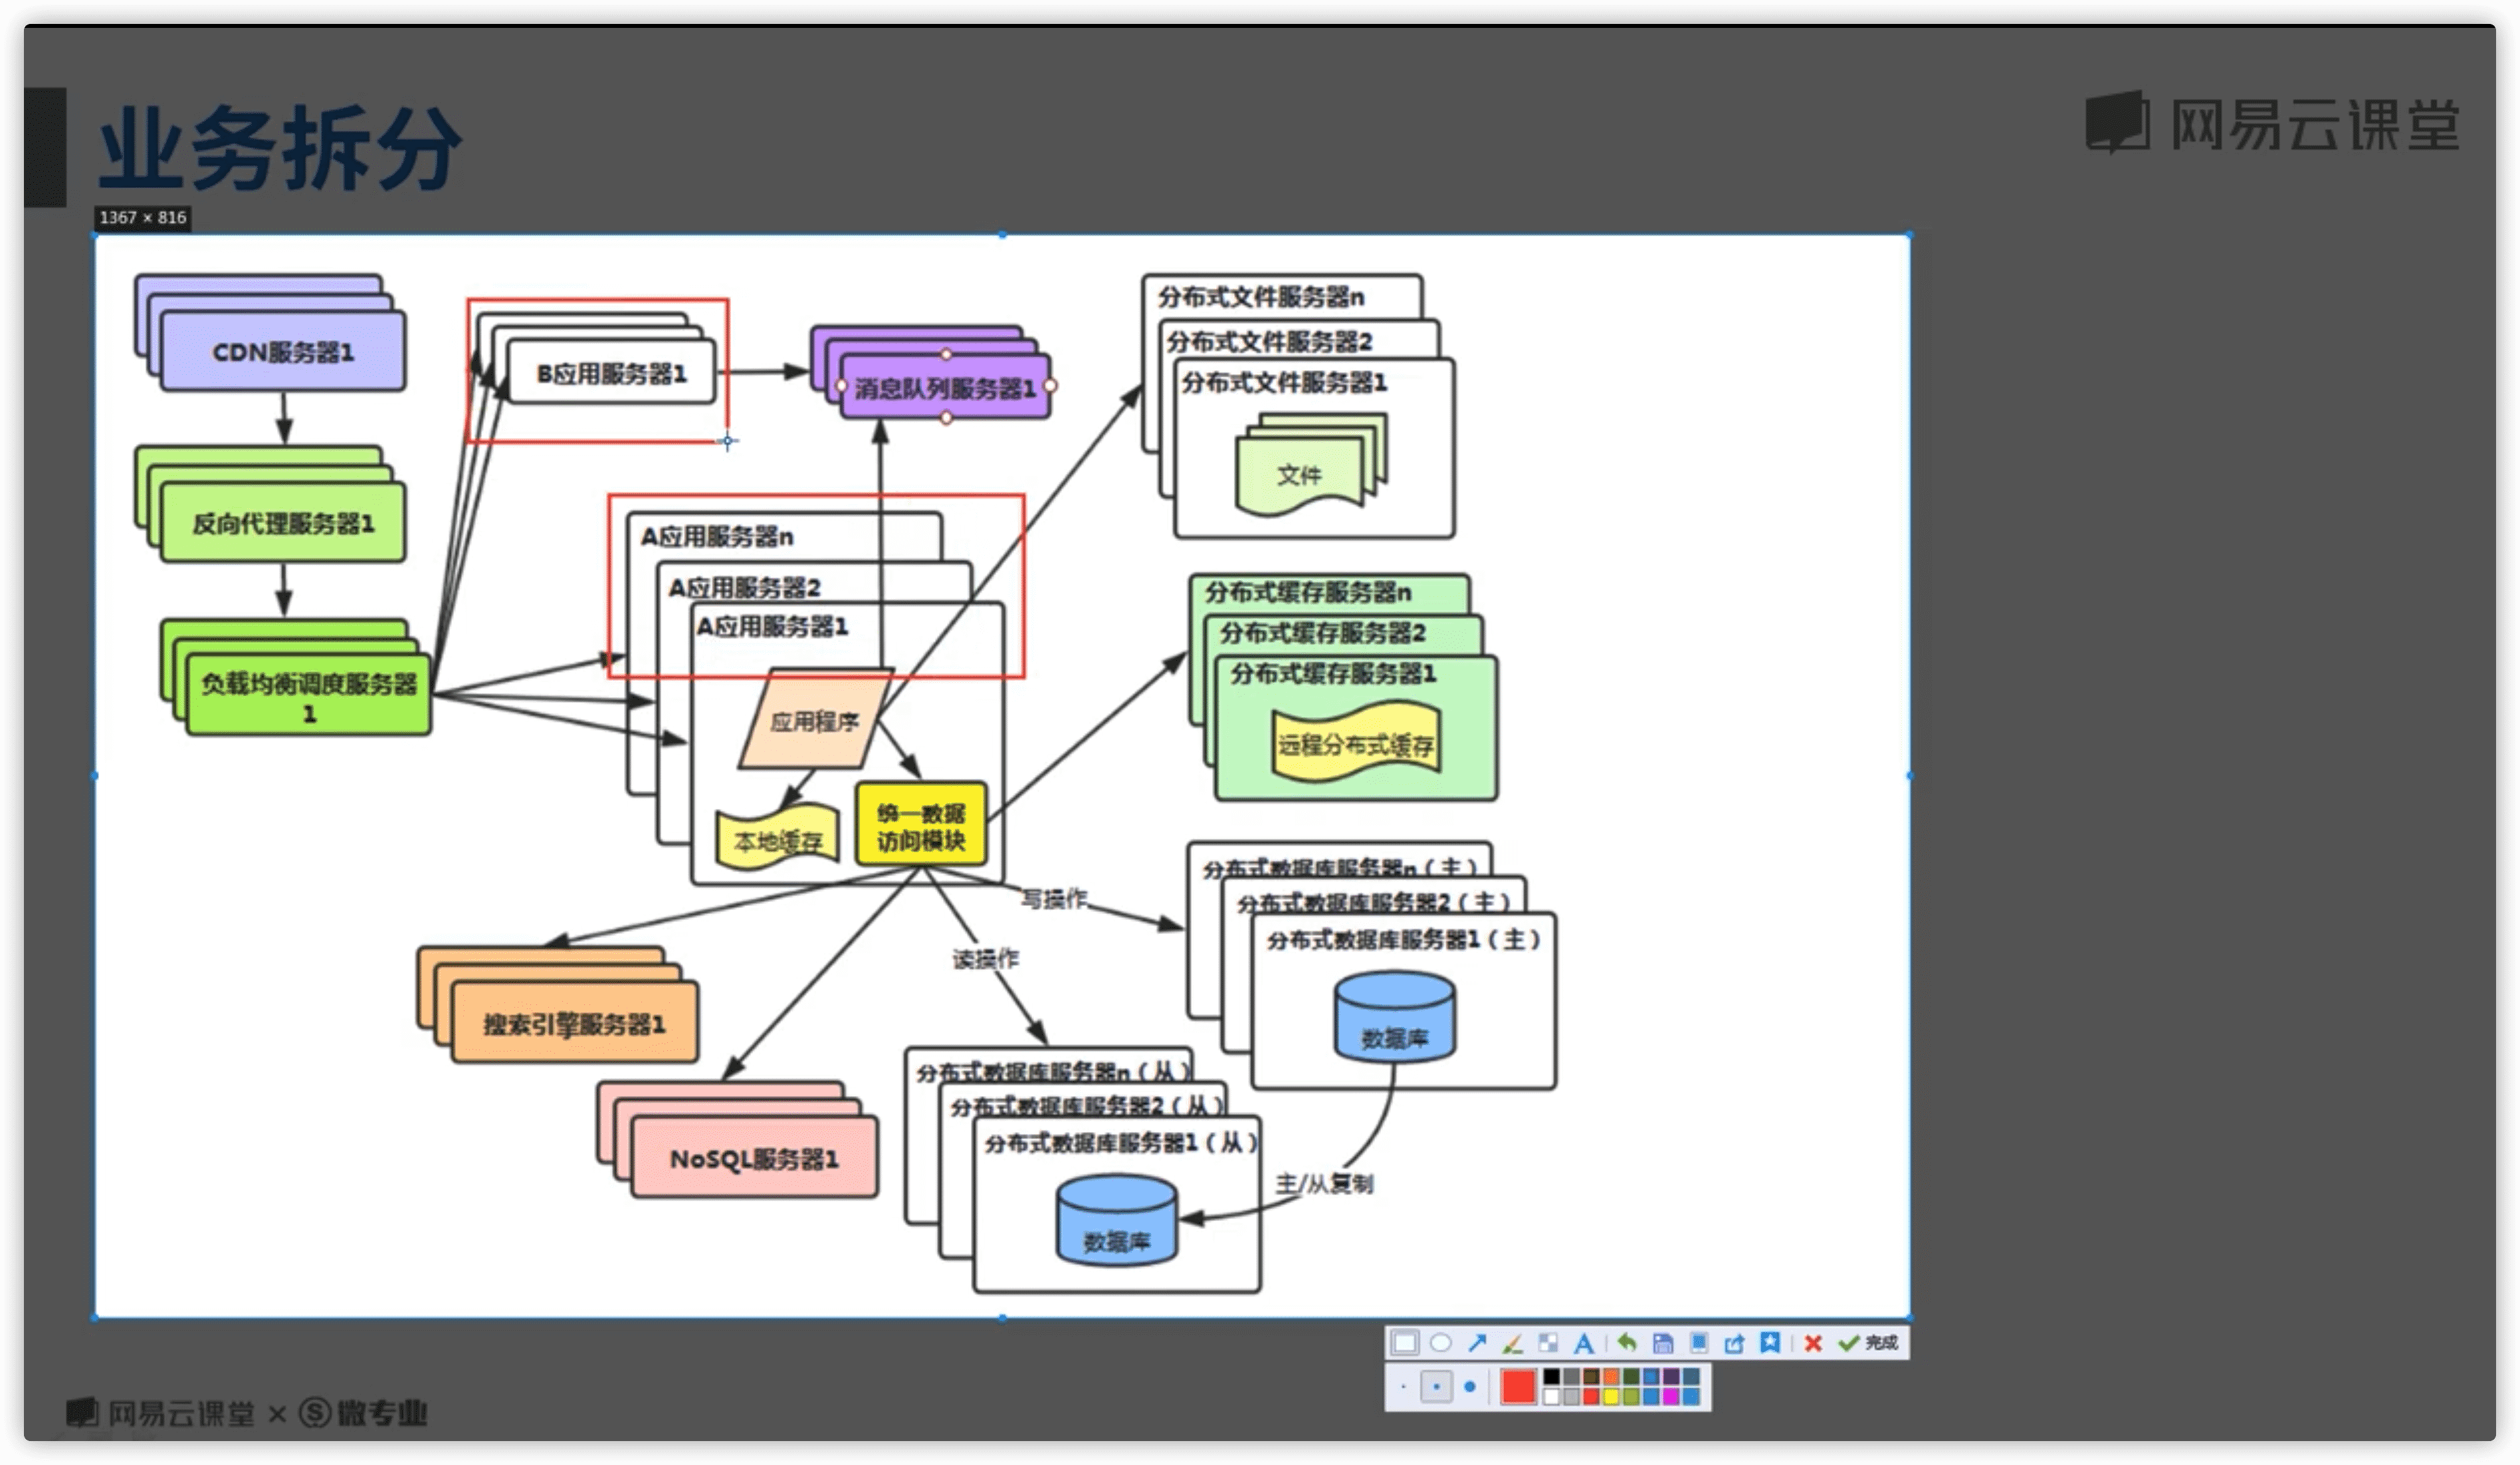 业务拆分
网易云课堂
1367 × 816
CDN服务器1
反向代理服务器1
负载均衡调度服务器
1
B应用服务器1
消息队列服务器1
A应用服务器n
A应用服务器2
A应用服务器1
应用程序
本地缓存
统一数据
访问模块
分布式文件服务器n
分布式文件服务器2
分布式文件服务器1
文件
分布式缓存服务器n
分布式缓存服务器2
分布式缓存服务器1
远程分布式缓存
写操作
读操作
分布式数据库服务器n（主）
分布式数据库服务器2（主）
分布式数据库服务器1（主）
数据库
搜索引擎服务器1
NoSQL服务器1
分布式数据库服务器n（从）
分布式数据库服务器2（从）
分布式数据库服务器1（从）
数据库
主/从复制
完成
网易云课堂 × 微专业